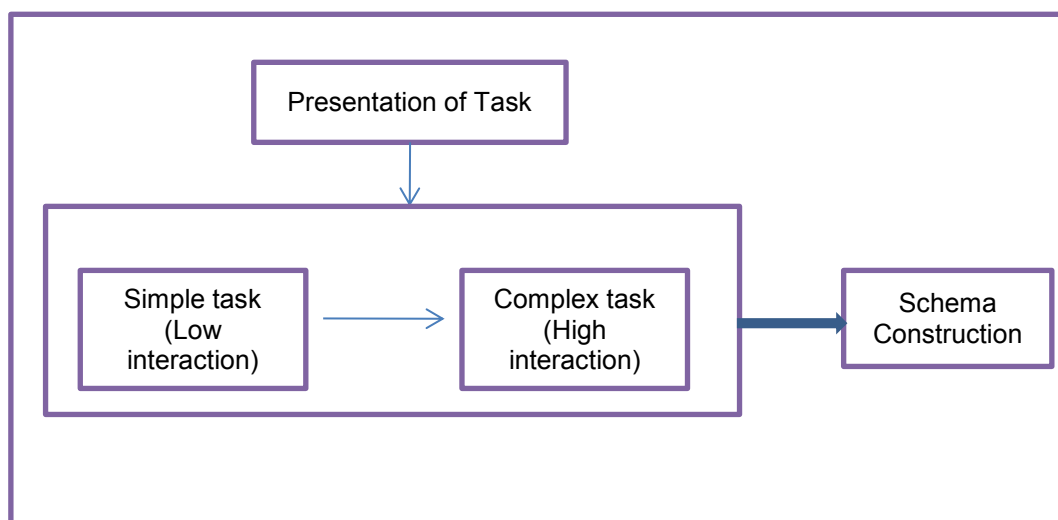 Presentation of Task
Simple task
(Low
interaction)
Complex task
(High
interaction)
Schema
Construction